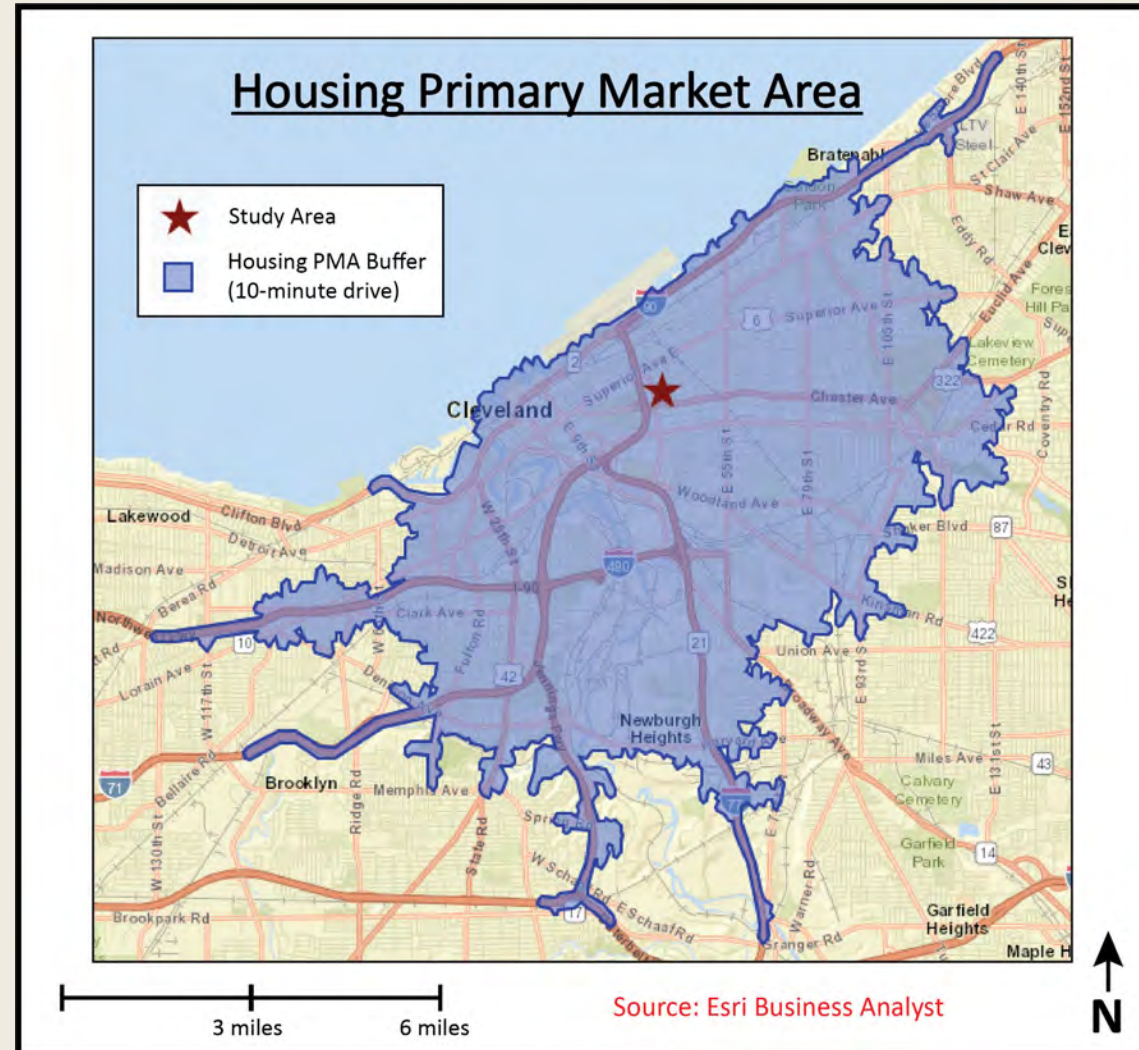 Housing Primary Market Area
Study Area
Housing PMA Buffer
(10-minute drive)
E 140th St
E 152nd St
LTV
Steel
St Clair Ave
Shaw Ave
Eddy Rd
Euclid Ave
Superior Ave
6
90
E 105th St
Lakeview
Cemetery
322
2
Superior Ave E
Cleveland
Chester Ave
Cedar Rd
Coventry Rd
E 9th St
E 55th St
E 79th St
Woodland Ave
W 25th St
87
Lakewood
Clifton Blvd
Detroit Ave
Madison Ave
Berea Rd
490
I-90
Clark Ave
Fulton Rd
10
Lorain Ave
W 117th St
42
21
422
Union Ave
Broadway Ave
Newburgh
Heights
Miles Ave
43
E 131st St
71
Bellaire Rd
Brooklyn
Memphis Ave
Ridge Rd
State Rd
77
Calvary
Cemetery
Garfield
Park
14
W 130th St
Warner Rd
W Schaaf Rd
E Schaaf Rd
17
Brookpark Rd
Granger Rd
Garfield
Heights
3 miles
6 miles
Source: Esri Business Analyst
N